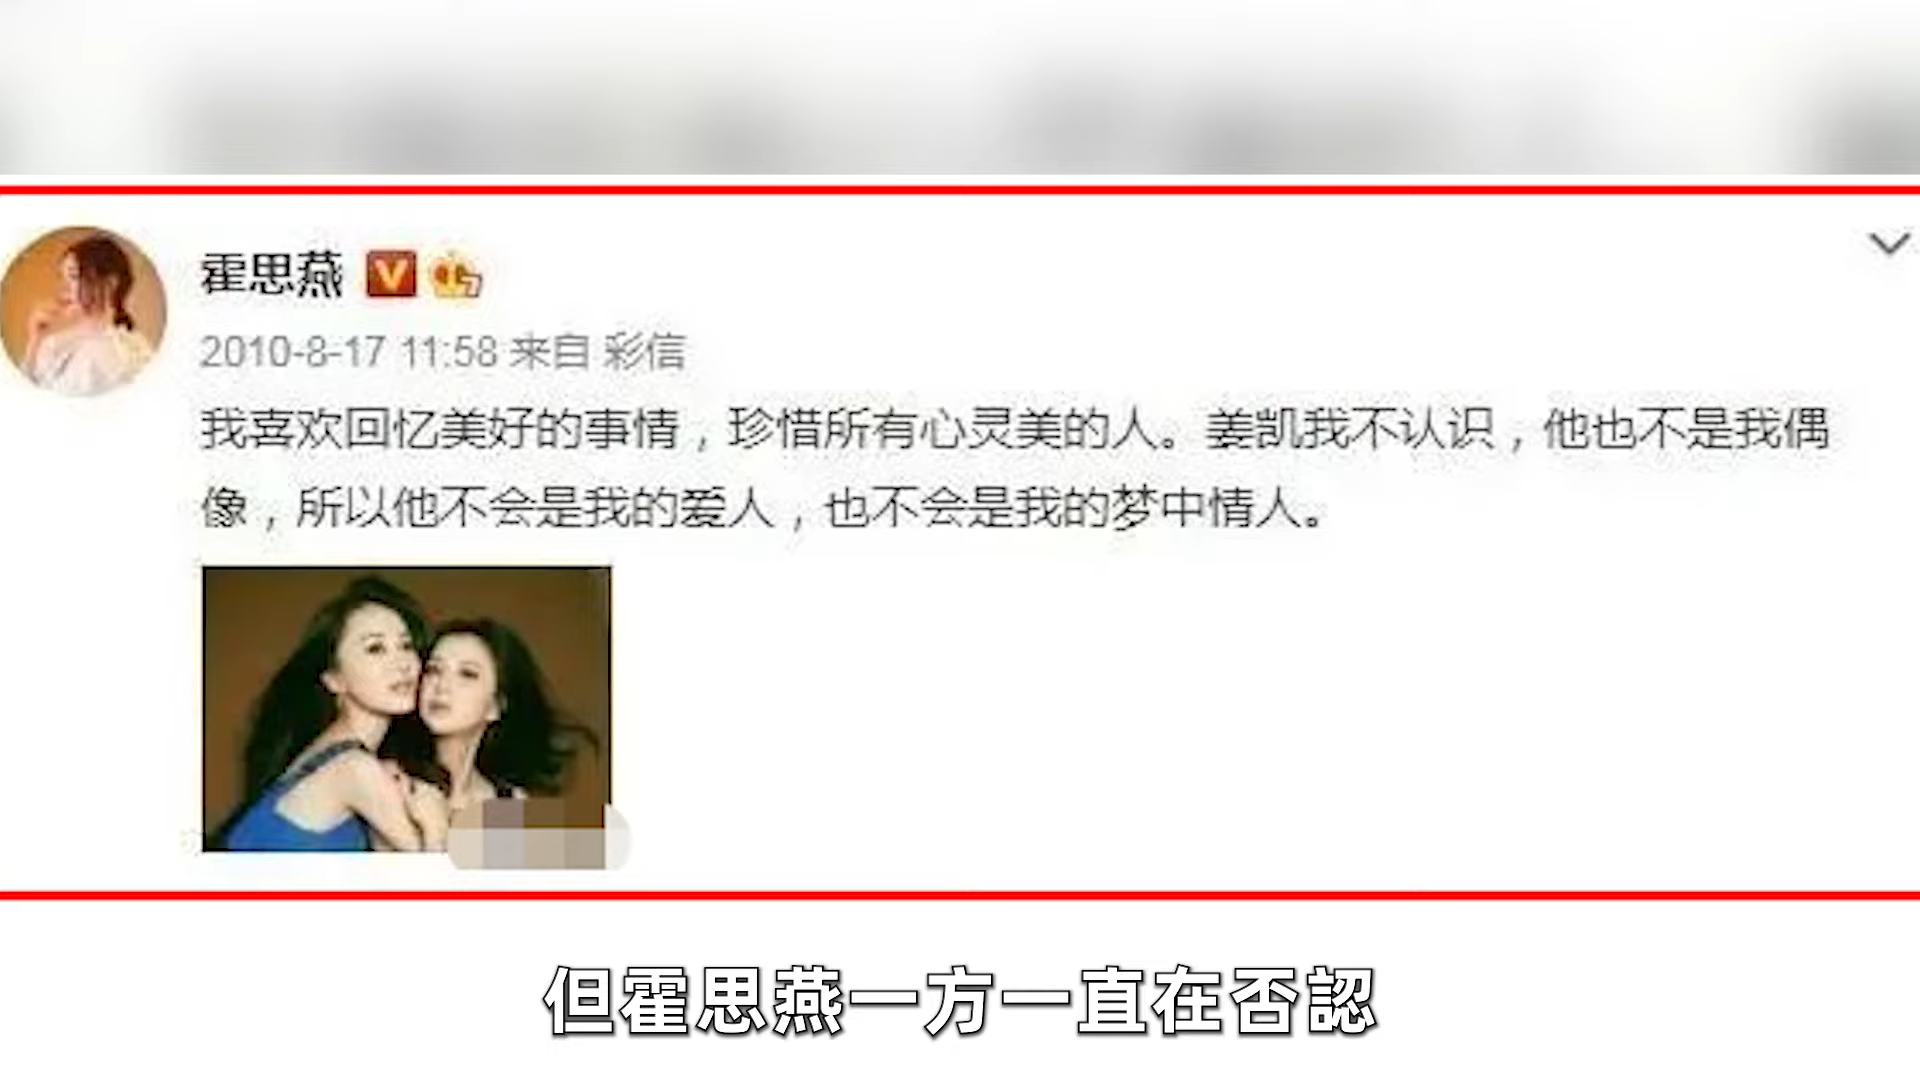 霍思燕
2010-8-17 11:58 来自 彩信
我喜欢回忆美好的事情，珍惜所有心灵美的人。姜凯我不认识，他也不是我偶
像，所以他不会是我的爱人，也不会是我的梦中情人。
但霍思燕一方一直在否認